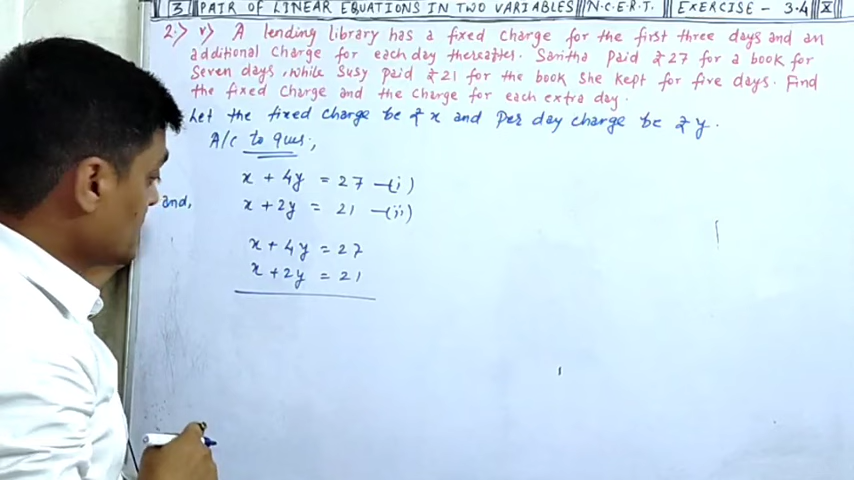 3 PAIR OF LINEAR EQUATIONS IN TWO VARIABLES N.C.E.R.T. EXERCISE - 3.4 X
2.> v) A lending library has a fixed charge for the first three days and an
additional charge for each day thereafter. Saritha paid ₹27 for a book for
Seven days, while Susy paid ₹21 for the book she kept for five days. Find
the fixed charge and the charge for each extra day.
Let the fixed charge be ₹ x and Per day charge be ₹ y.
A/C to ques.,
x + 4y = 27 —(i)
and, x + 2y = 21 —(ii)
x + 4y = 27
x + 2y = 21